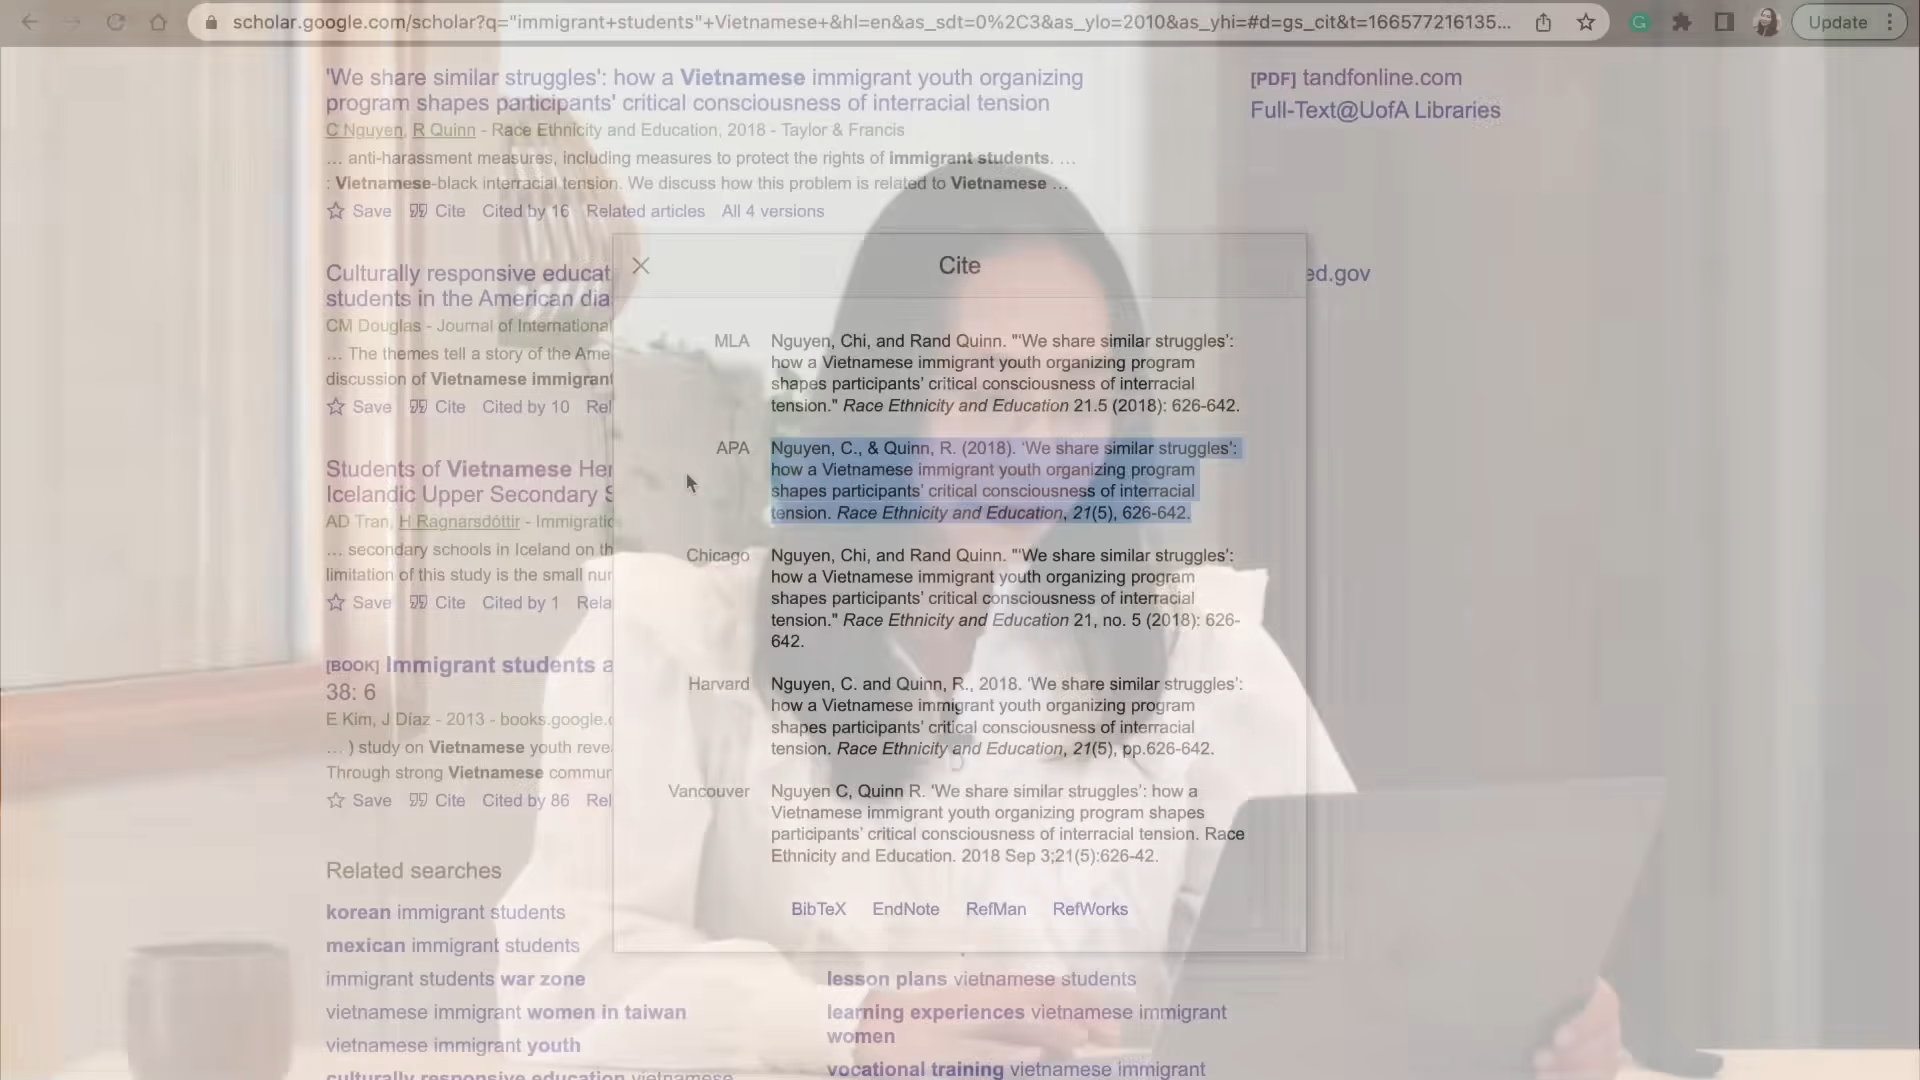 scholar.google.com/scholar?q="immigrant+students"+Vietnamese+&hl=en&as_sdt=0%2C3&as_ylo=2010&as_yhi=#d=gs_cit&t=166577216135...
Update
'We share similar struggles': how a Vietnamese immigrant youth organizing
program shapes participants' critical consciousness of interracial tension
C Nguyen, R Quinn - Race Ethnicity and Education, 2018 - Taylor & Francis
... anti-harassment measures, including measures to protect the rights of immigrant students. ...
: Vietnamese-black interracial tension. We discuss how this problem is related to Vietnamese ...
Save Cite Cited by 16 Related articles All 4 versions
[PDF] tandfonline.com
Full-Text@UofA Libraries
Culturally responsive educat
students in the American dia
CM Douglas - Journal of International
... The themes tell a story of the Ame
discussion of Vietnamese immigrant
Save Cite Cited by 10 Rel
ed.gov
Students of Vietnamese Her
Icelandic Upper Secondary S
AD Tran, H Ragnarsdóttir - Immigratio
... secondary schools in Iceland on th
limitation of this study is the small nur
Save Cite Cited by 1 Rela
[BOOK] Immigrant students a
38: 6
E Kim, J Díaz - 2013 - books.google.c
... ) study on Vietnamese youth reve
Through strong Vietnamese commun
Save Cite Cited by 86 Rel
Cite
MLA
Nguyen, Chi, and Rand Quinn. "'We share similar struggles':
how a Vietnamese immigrant youth organizing program
shapes participants' critical consciousness of interracial
tension." Race Ethnicity and Education 21.5 (2018): 626-642.
APA
Nguyen, C., & Quinn, R. (2018). 'We share similar struggles':
how a Vietnamese immigrant youth organizing program
shapes participants' critical consciousness of interracial
tension. Race Ethnicity and Education, 21(5), 626-642.
Chicago
Nguyen, Chi, and Rand Quinn. "'We share similar struggles':
how a Vietnamese immigrant youth organizing program
shapes participants' critical consciousness of interracial
tension." Race Ethnicity and Education 21, no. 5 (2018): 626-
642.
Harvard
Nguyen, C. and Quinn, R., 2018. 'We share similar struggles':
how a Vietnamese immigrant youth organizing program
shapes participants' critical consciousness of interracial
tension. Race Ethnicity and Education, 21(5), pp.626-642.
Vancouver
Nguyen C, Quinn R. 'We share similar struggles': how a
Vietnamese immigrant youth organizing program shapes
participants' critical consciousness of interracial tension. Race
Ethnicity and Education. 2018 Sep 3;21(5):626-42.
BibTeX EndNote RefMan RefWorks
Related searches
korean immigrant students
mexican immigrant students
immigrant students war zone
vietnamese immigrant women in taiwan
vietnamese immigrant youth
culturally responsive education vietnamese
lesson plans vietnamese students
learning experiences vietnamese immigrant
women
vocational training vietnamese immigrant